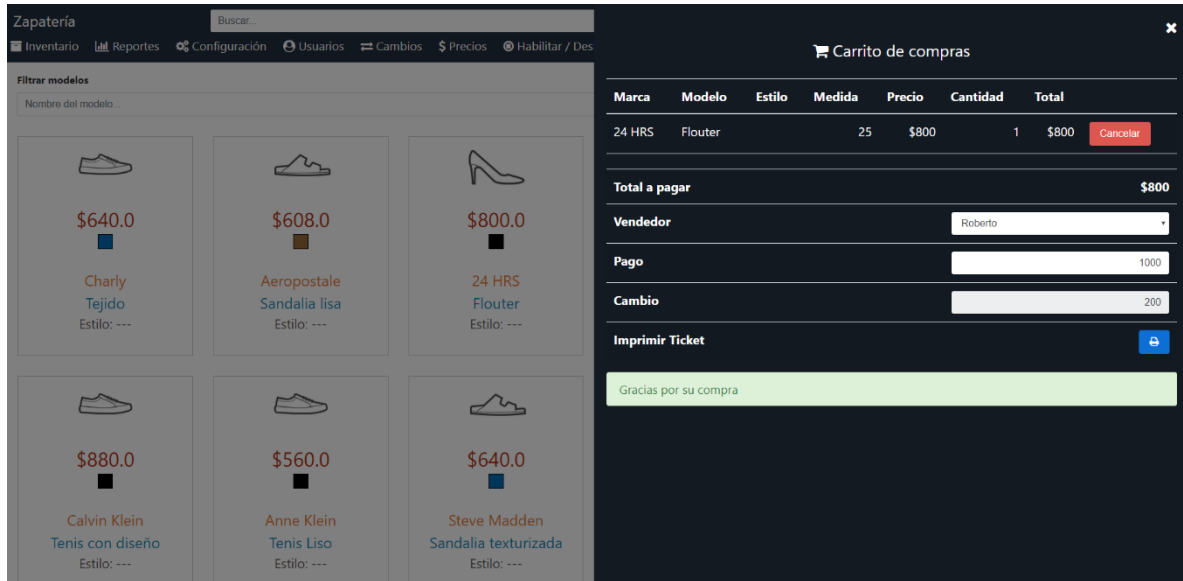 Zapatería
Buscar...
Inventario Reportes Configuración Usuarios Cambios $ Precios Habilitar / Des
Filtrar modelos
Nombre del modelo...
$640.0 $608.0 $800.0
Charly Aeropostale 24 HRS
Tejido Sandalia lisa Flouter
Estilo: --- Estilo: --- Estilo: ---
$880.0 $560.0 $640.0
Calvin Klein Anne Klein Steve Madden
Tenis con diseño Tenis Liso Sandalia texturizada
Estilo: --- Estilo: --- Estilo: ---
Carrito de compras
Marca Modelo Estilo Medida Precio Cantidad Total
24 HRS Flouter 25 $800 1 $800 Cancelar
Total a pagar $800
Vendedor Roberto
Pago 1000
Cambio 200
Imprimir Ticket
Gracias por su compra